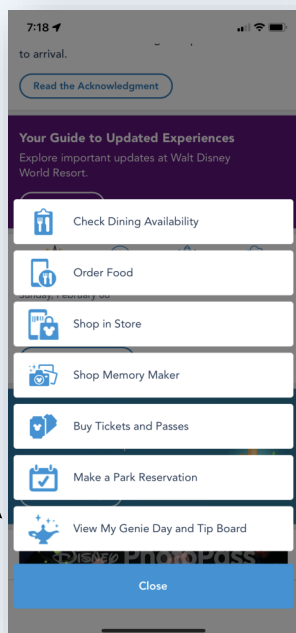 7:18
to arrival.
Read the Acknowledgment
Your Guide to Updated Experiences
Explore important updates at Walt Disney
World Resort.
Check Dining Availability
Order Food
Shop in Store
Shop Memory Maker
Buy Tickets and Passes
Make a Park Reservation
View My Genie Day and Tip Board
DISNEY PhotoPass
Close